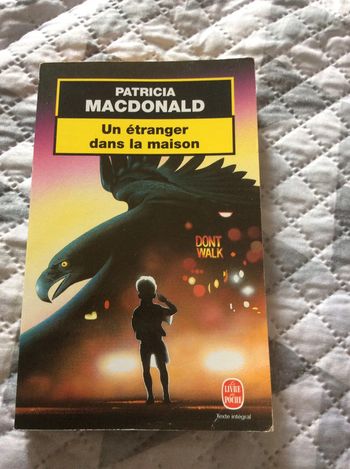 PATRICIA
MACDONALD
Un étranger
dans la maison
DONT
WALK
LE
LIVRE
DE
POCHE
Texte intégral